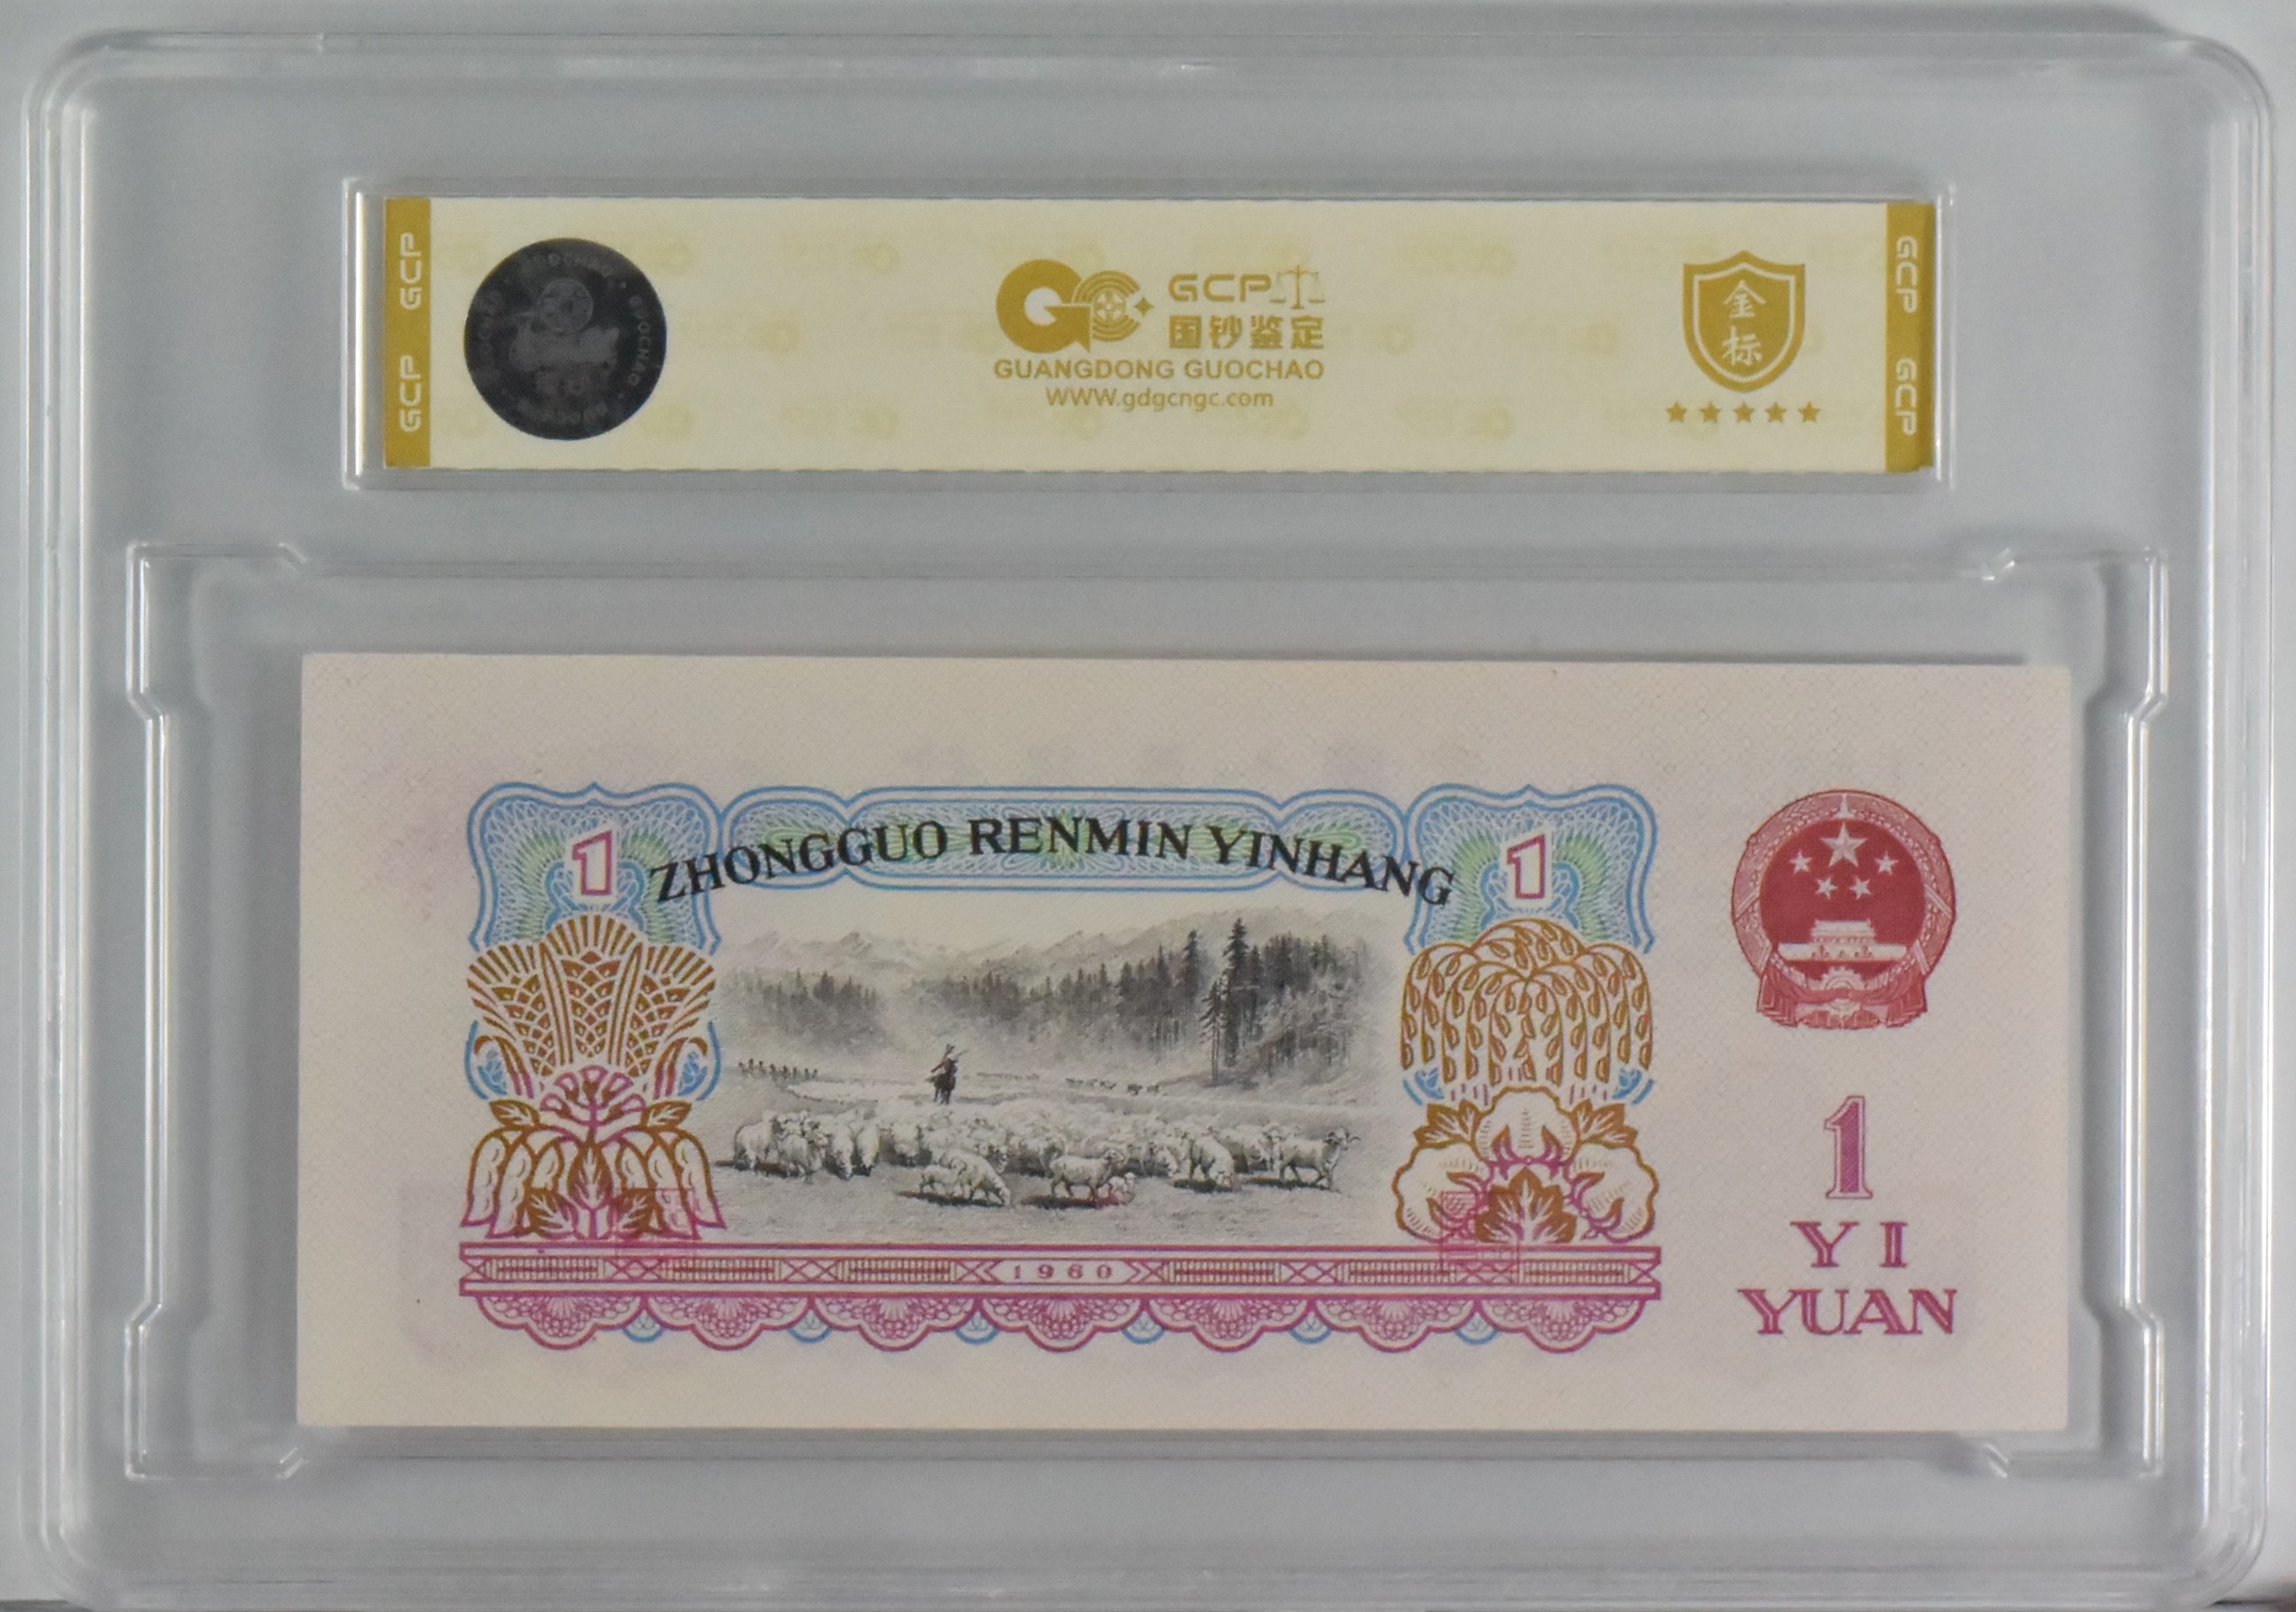 GCP GCP
GCP
国钞鉴定
GUANGDONG GUOCHAO
WWW.gdgcngc.com
金
标
GCP GCP
ZHONGGUO RENMIN YINHANG
1
1
1960
1
YI
YUAN